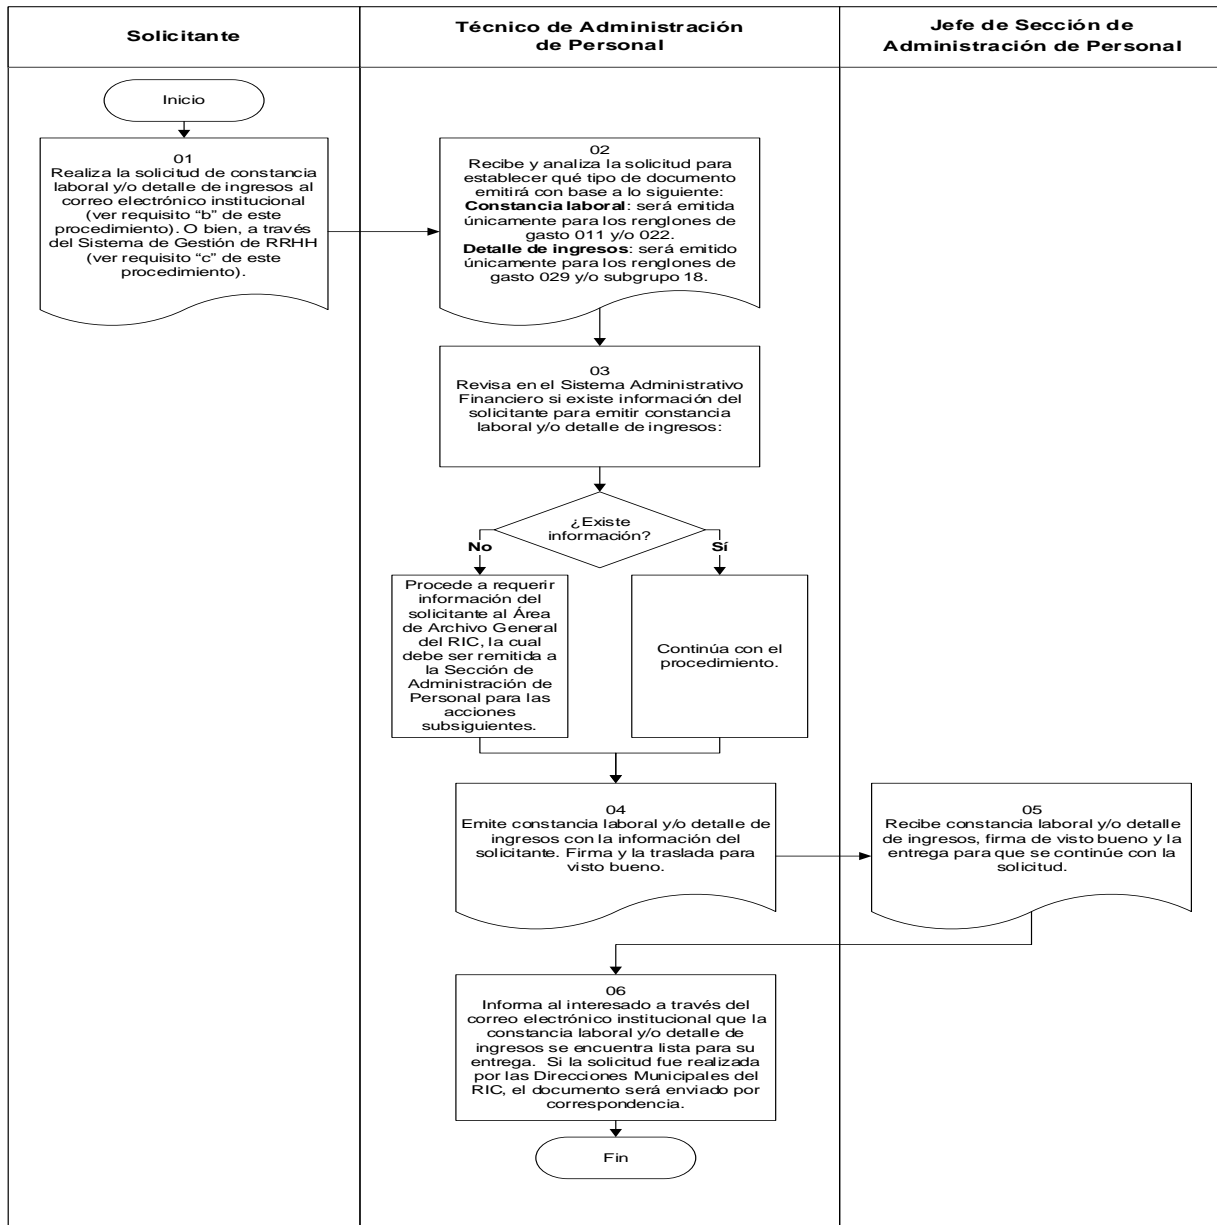 Solicitante
Técnico de Administración
de Personal
Jefe de Sección de
Administración de Personal
Inicio
01
Realiza la solicitud de constancia
laboral y/o detalle de ingresos al
correo electrónico institucional
(ver requisito “b” de este
procedimiento). O bien, a través
del Sistema de Gestión de RRHH
(ver requisito “c” de este
procedimiento).
02
Recibe y analiza la solicitud para
establecer qué tipo de documento
emitirá con base a lo siguiente:
Constancia laboral: será emitida
únicamente para los renglones de
gasto 011 y/o 022.
Detalle de ingresos: será emitido
únicamente para los renglones de
gasto 029 y/o subgrupo 18.
03
Revisa en el Sistema Administrativo
Financiero si existe información del
solicitante para emitir constancia
laboral y/o detalle de ingresos:
¿Existe
información?
No
Sí
Procede a requerir
información del
solicitante al Área
de Archivo General
del RIC, la cual
debe ser remitida a
la Sección de
Administración de
Personal para las
acciones
subsiguientes.
Continúa con el
procedimiento.
04
Emite constancia laboral y/o detalle de
ingresos con la información del
solicitante. Firma y la traslada para
visto bueno.
05
Recibe constancia laboral y/o detalle
de ingresos, firma de visto bueno y la
entrega para que se continúe con la
solicitud.
06
Informa al interesado a través del
correo electrónico institucional que la
constancia laboral y/o detalle de
ingresos se encuentra lista para su
entrega. Si la solicitud fue realizada
por las Direcciones Municipales del
RIC, el documento será enviado por
correspondencia.
Fin